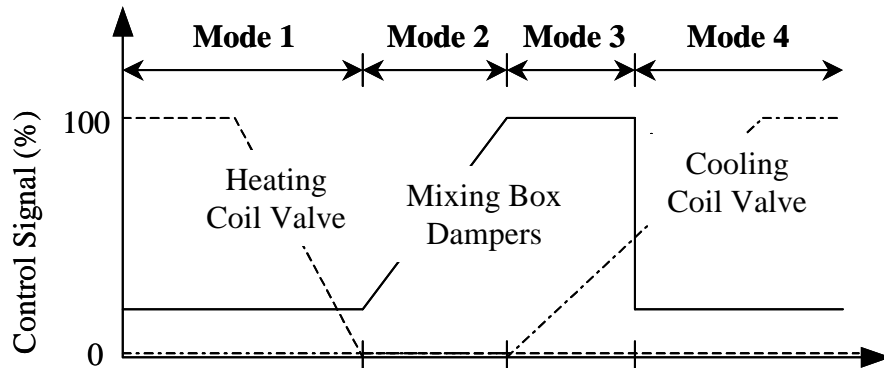 Mode 1
Mode 2
Mode 3
Mode 4
Control Signal (%)
100
0
Heating
Coil Valve
Mixing Box
Dampers
Cooling
Coil Valve